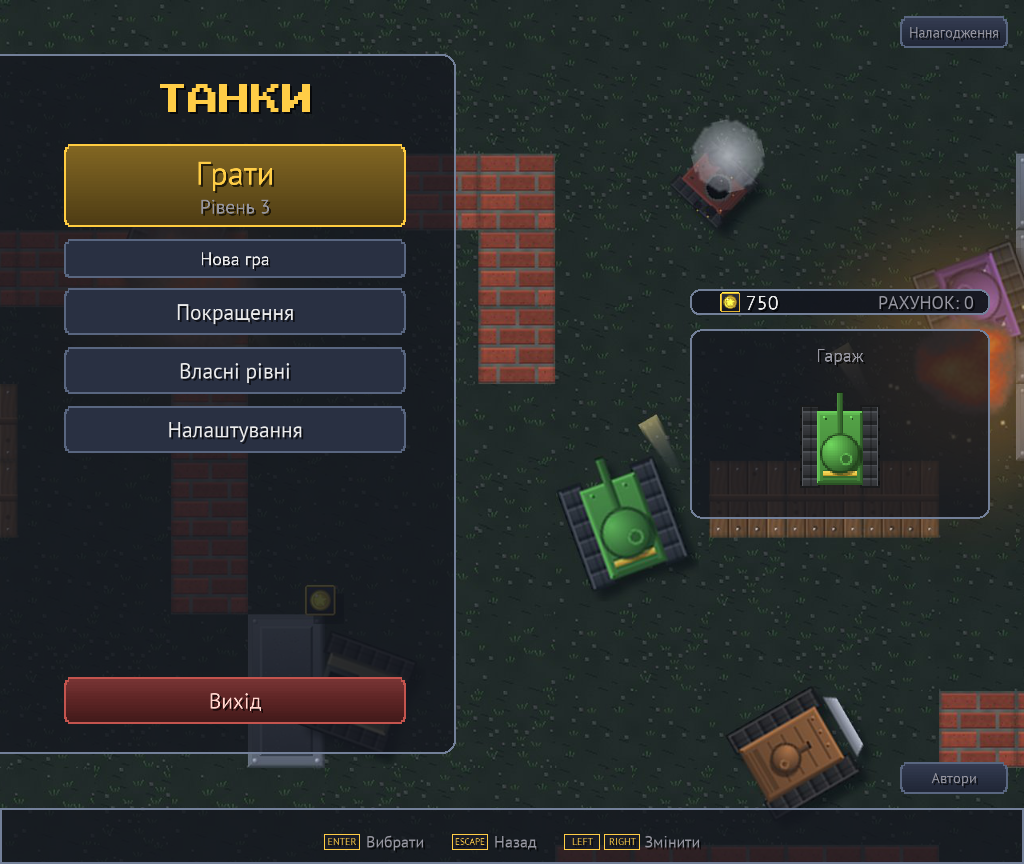 Налагодження
ТАНКИ
Грати
Рівень 3
Нова гра
Покращення
Власні рівні
Налаштування
Вихід
750 РАХУНОК: 0
Гараж
Автори
ENTER Вибрати ESCAPE Назад LEFT RIGHT Змінити